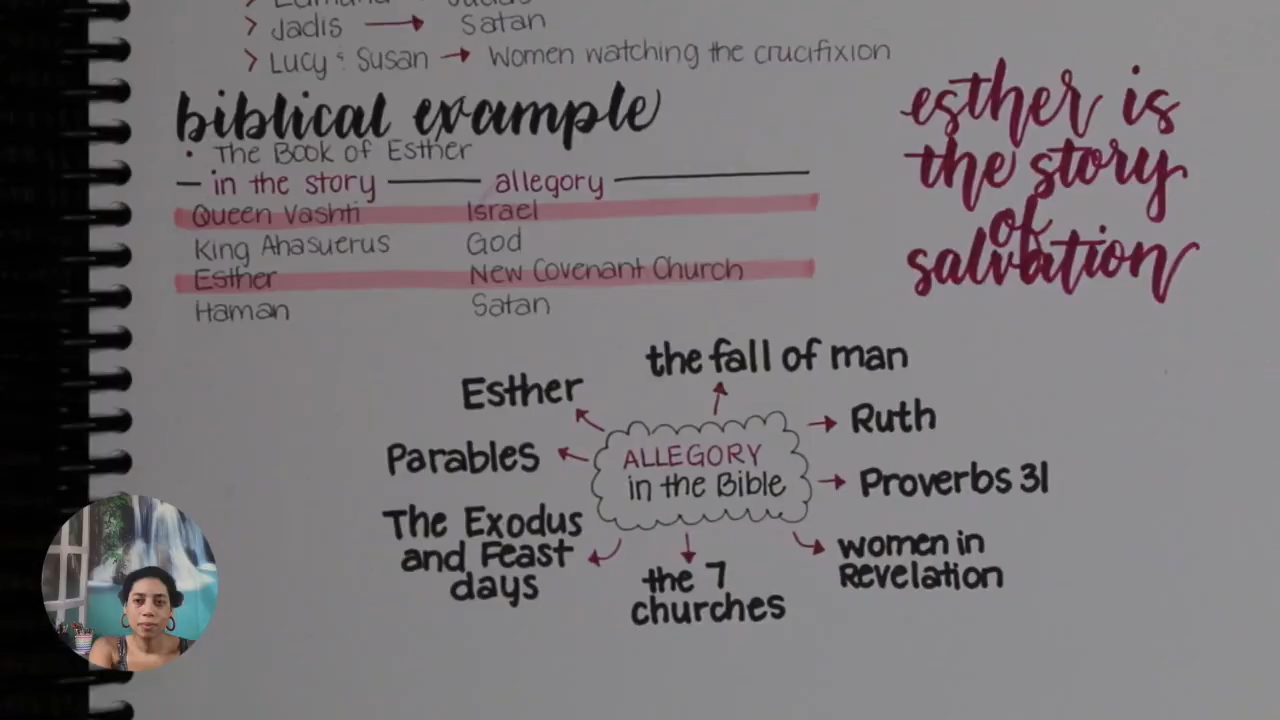 > Jadis → Satan
> Lucy & Susan → Women watching the crucifixion
biblical example
• The Book of Esther
in the story allegory
Queen Vashti Israel
King Ahasuerus God
Esther New Covenant Church
Haman Satan
esther is
the story
of
salvation
the fall of man
Esther
Ruth
Parables
ALLEGORY
in the Bible
Proverbs 31
The Exodus
and Feast
days
the 7
churches
women in
Revelation